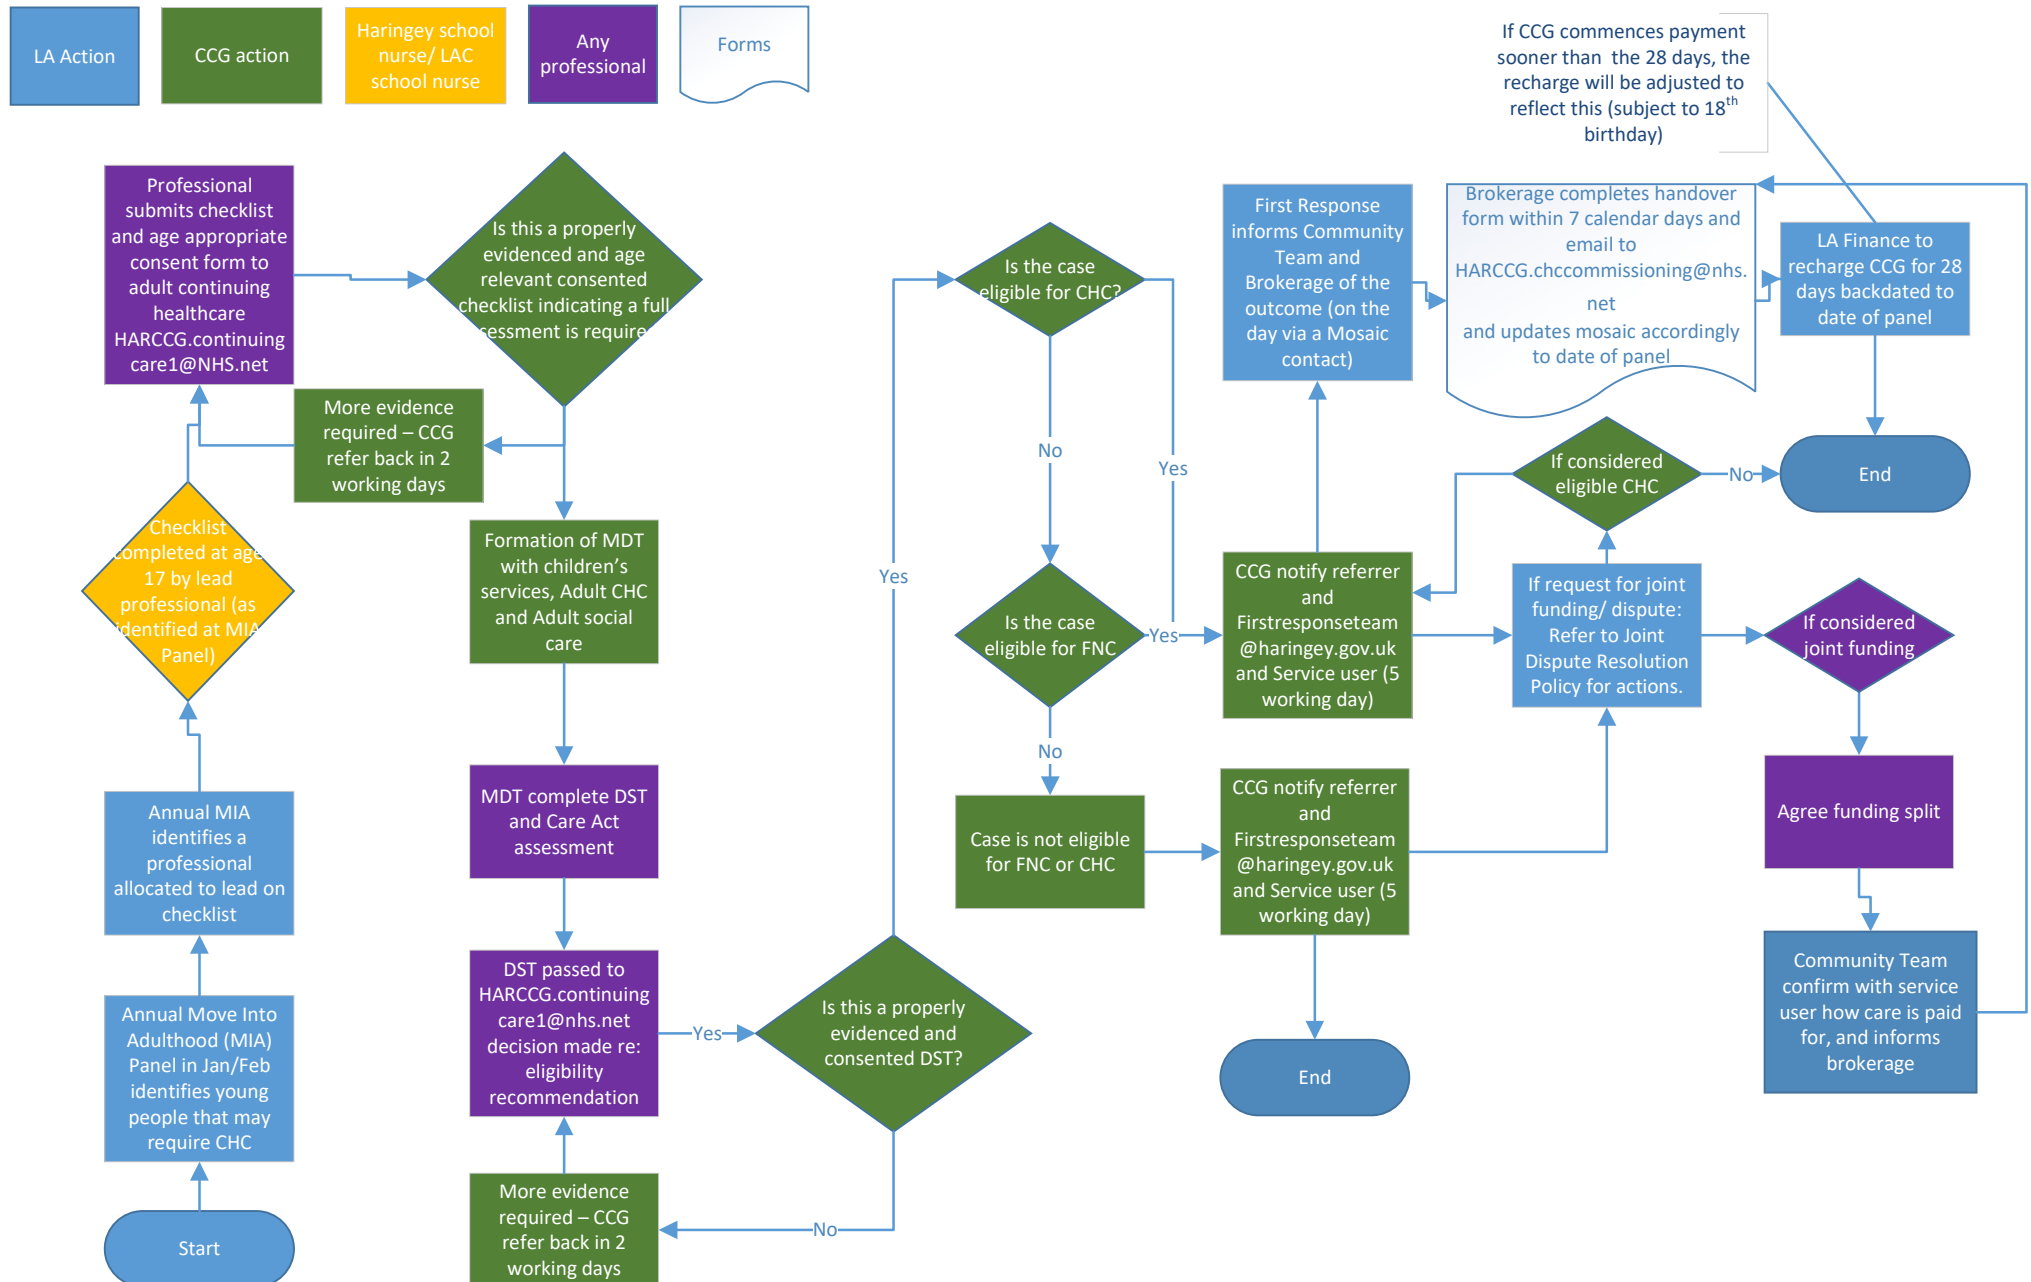 LA Action
CCG action
Haringey school
nurse/ LAC
school nurse
Any
professional
Forms
If CCG commences payment
sooner than the 28 days, the
recharge will be adjusted to
reflect this (subject to 18th
birthday)
Professional
submits checklist
and age appropriate
consent form to
adult continuing
healthcare
HARCCG.continuing
care1@NHS.net
Is this a properly
evidenced and age
relevant consented
checklist indicating a full
sessment is require
More evidence
required – CCG
refer back in 2
working days
Checklist
completed at age
17 by lead
professional (as
identified at MIA
Panel)
Annual MIA
identifies a
professional
allocated to lead on
checklist
Annual Move Into
Adulthood (MIA)
Panel in Jan/Feb
identifies young
people that may
require CHC
Start
Formation of MDT
with children’s
services, Adult CHC
and Adult social
care
MDT complete DST
and Care Act
assessment
DST passed to
HARCCG.continuing
care1@nhs.net
decision made re:
eligibility
recommendation
Yes
More evidence
required – CCG
refer back in 2
working days
No
Is this a properly
evidenced and
consented DST?
Yes
Is the case
eligible for CHC?
No
Yes
Is the case
eligible for FNC
Yes
No
Case is not eligible
for FNC or CHC
First Response
informs Community
Team and
Brokerage of the
outcome (on the
day via a Mosaic
contact)
Brokerage completes handover
form within 7 calendar days and
email to
HARCCG.chccommissioning@nhs.
net
and updates mosaic accordingly
to date of panel
LA Finance to
recharge CCG for 28
days backdated to
date of panel
End
If considered
eligible CHC
No
CCG notify referrer
and
Firstresponseteam
@haringey.gov.uk
and Service user (5
working day)
If request for joint
funding/ dispute:
Refer to Joint
Dispute Resolution
Policy for actions.
If considered
joint funding
CCG notify referrer
and
Firstresponseteam
@haringey.gov.uk
and Service user (5
working day)
Agree funding split
Community Team
confirm with service
user how care is paid
for, and informs
brokerage
End